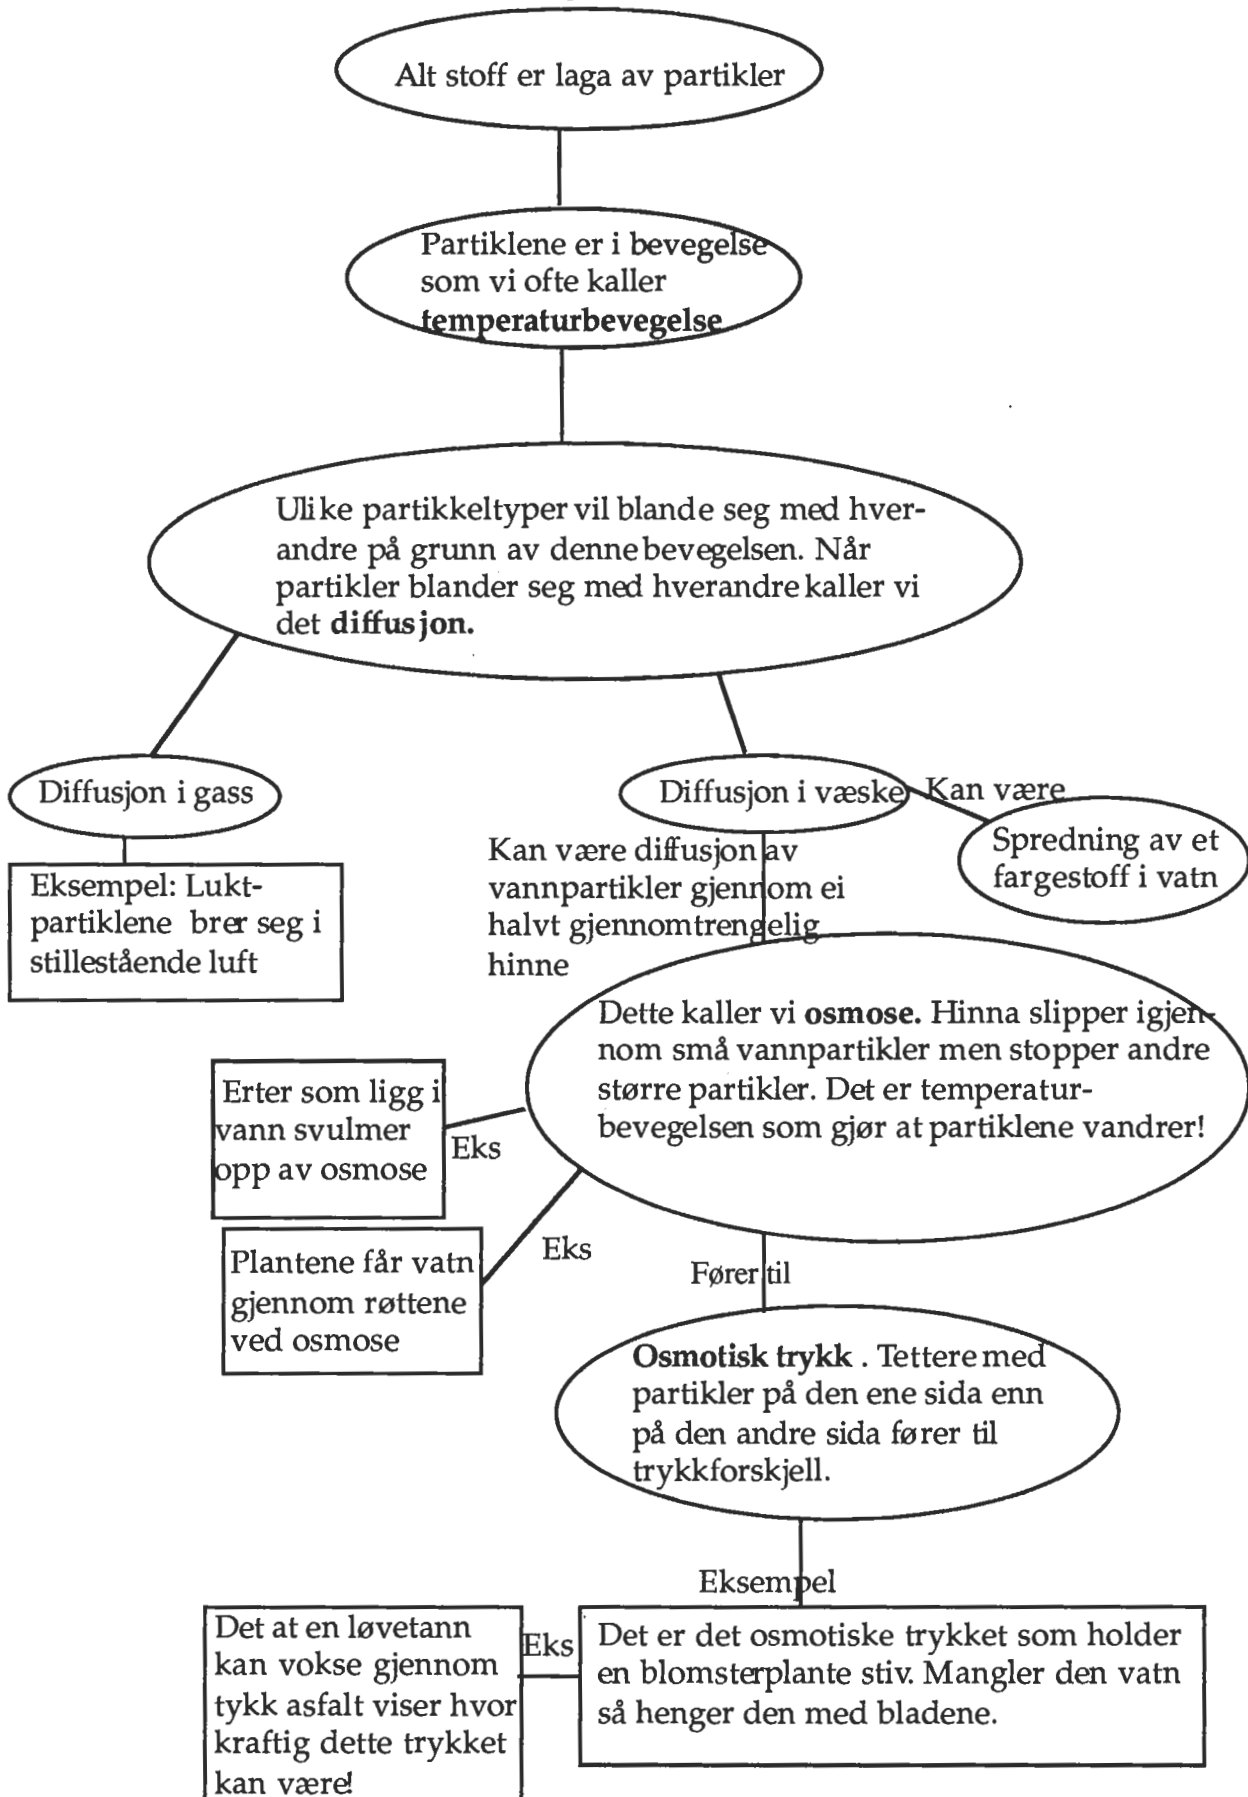 Alt stoff er laga av partikler
Partiklene er i bevegelse
som vi ofte kaller
temperaturbevegelse
Ulike partikkeltyper vil blande seg med hver-
andre på grunn av denne bevegelsen. Når
partikler blander seg med hverandre kaller vi
det diffusjon.
Diffusjon i gass
Eksempel: Lukt-
partiklene brer seg i
stillestående luft
Diffusjon i væske
Kan være
Spredning av et
fargestoff i vatn
Kan være diffusjon av
vannpartikler gjennom ei
halvt gjennomtrengelig
hinne
Dette kaller vi osmose. Hinna slipper igjen-
nom små vannpartikler men stopper andre
større partikler. Det er temperatur-
bevegelsen som gjør at partiklene vandrer!
Eks
Erter som ligg i
vann svulmer
opp av osmose
Eks
Plantene får vatn
gjennom røttene
ved osmose
Fører til
Osmotisk trykk . Tettere med
partikler på den ene sida enn
på den andre sida fører til
trykkforskjell.
Eksempel
Det er det osmotiske trykket som holder
en blomsterplante stiv. Mangler den vatn
så henger den med bladene.
Eks
Det at en løvetann
kan vokse gjennom
tykk asfalt viser hvor
kraftig dette trykket
kan være!